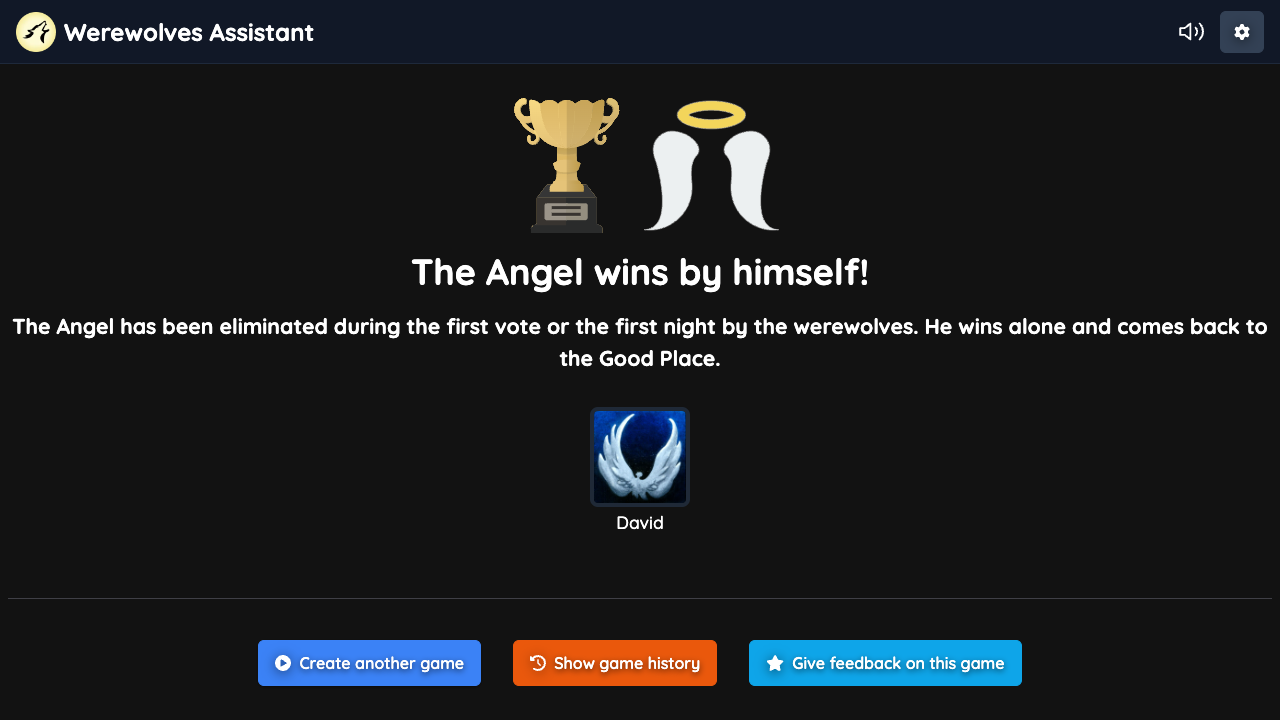 Werewolves Assistant
The Angel wins by himself!
The Angel has been eliminated during the first vote or the first night by the werewolves. He wins alone and comes back to
the Good Place.
David
Create another game
Show game history
Give feedback on this game